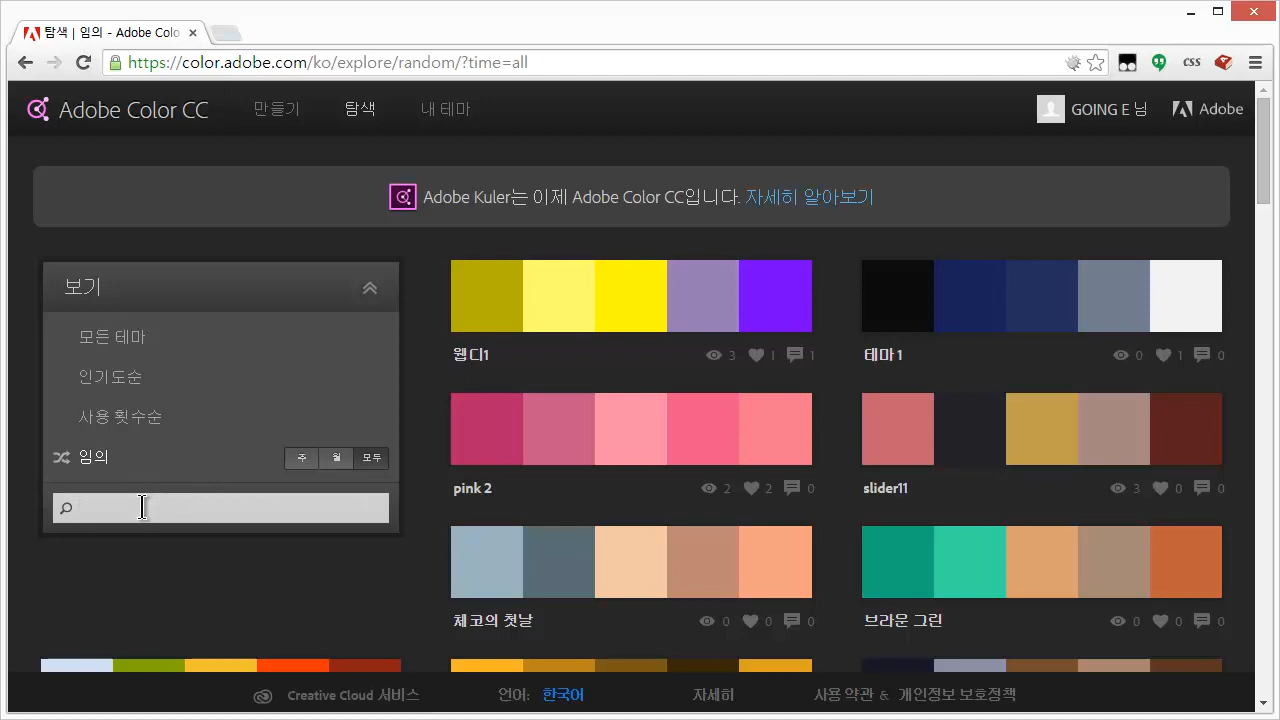 탐색 | 임의 - Adobe Colo
https://color.adobe.com/ko/explore/random/?time=all
css
Adobe Color CC
만들기
탐색
내 테마
GOING E 님
Adobe
Adobe Kuler는 이제 Adobe Color CC입니다. 자세히 알아보기
보기
모든 테마
인기도순
사용 횟수순
임의
주
월
모두
웹디1
3
1
1
테마 1
0
1
0
pink 2
2
2
0
slider11
3
0
0
체코의 첫날
0
0
0
브라운 그린
0
0
0
Creative Cloud 서비스
언어: 한국어
자세히
사용 약관 & 개인정보 보호정책